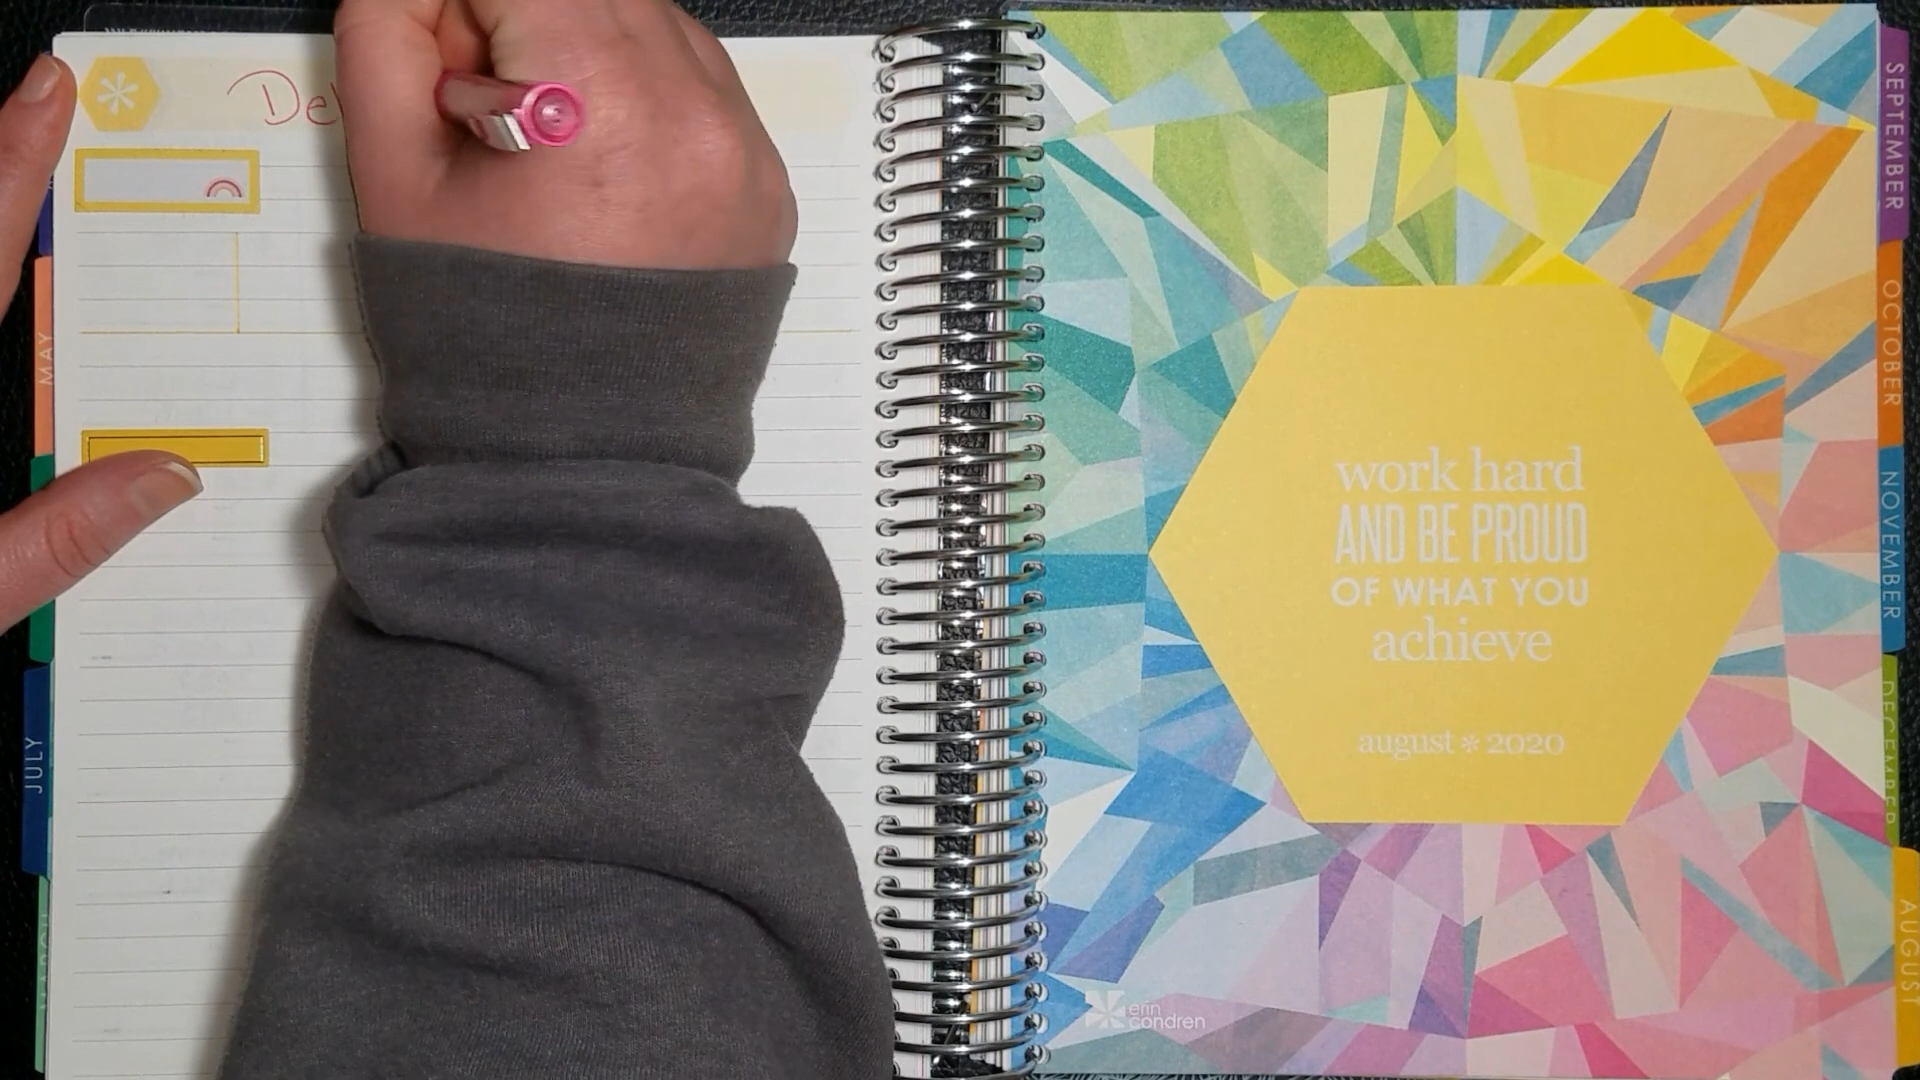 De
work hard
AND BE PROUD
OF WHAT YOU
achieve
august * 2020
erin
condren
SEPTEMBER
OCTOBER
NOVEMBER
DECEMBER
AUGUST
MAY
JULY